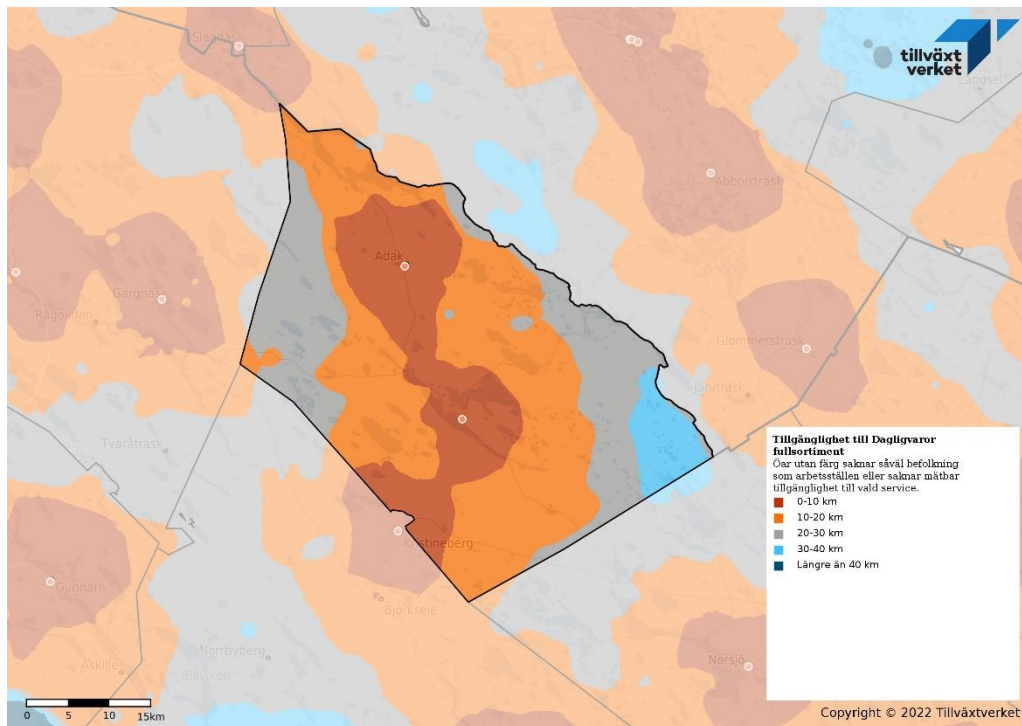 Slagnäs
tillväxt
verket
Långsel
Abborrträsk
Adak
Gargnäs
Rågoliden
Glommersträsk
Järvträsk
Tväråträsk
Tillgänglighet till Dagligvaror
fullsortiment
Öar utan färg saknar såväl befolkning
som arbetsställen eller saknar mätbar
tillgänglighet till vald service.
0-10 km
10-20 km
20-30 km
30-40 km
Längre än 40 km
Kristineberg
Gunnarn
Björksele
Norrbyberg
Åskilje
Blåviken
Norsjö
0 5 10 15km
Copyright © 2022 Tillväxtverket